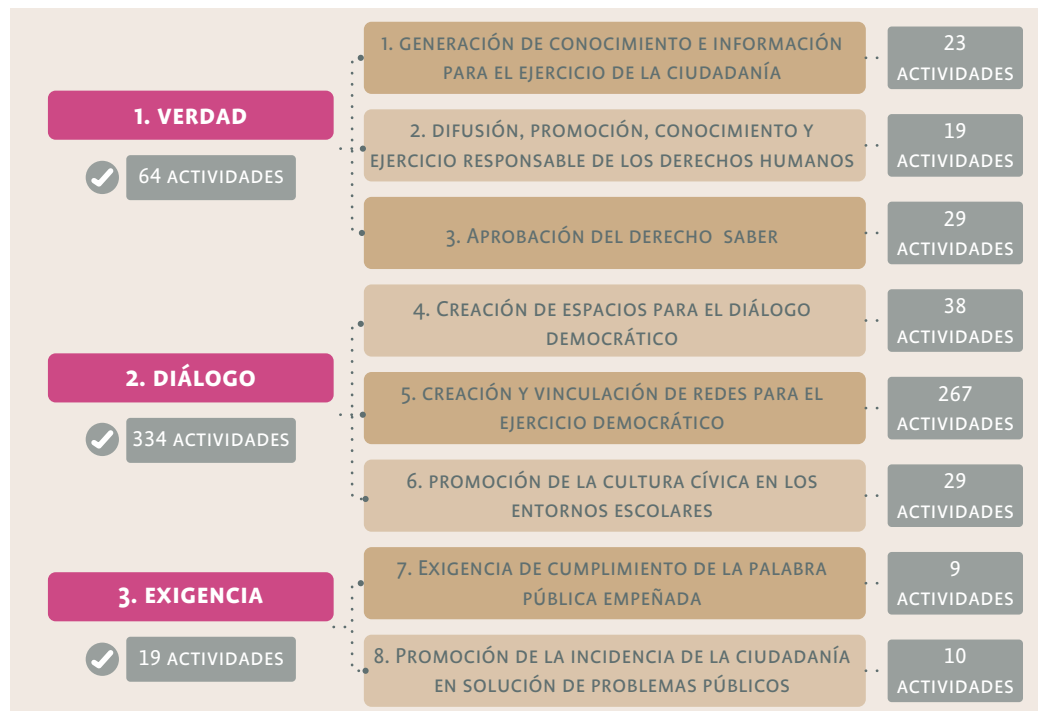 1. VERDAD
64 ACTIVIDADES
1. GENERACIÓN DE CONOCIMIENTO E INFORMACIÓN
PARA EL EJERCICIO DE LA CIUDADANÍA
23
ACTIVIDADES
2. DIFUSIÓN, PROMOCIÓN, CONOCIMIENTO Y
EJERCICIO RESPONSABLE DE LOS DERECHOS HUMANOS
19
ACTIVIDADES
3. APROBACIÓN DEL DERECHO SABER
29
ACTIVIDADES
2. DIÁLOGO
334 ACTIVIDADES
4. CREACIÓN DE ESPACIOS PARA EL DIÁLOGO
DEMOCRÁTICO
38
ACTIVIDADES
5. CREACIÓN Y VINCULACIÓN DE REDES PARA EL
EJERCICIO DEMOCRÁTICO
267
ACTIVIDADES
6. PROMOCIÓN DE LA CULTURA CÍVICA EN LOS
ENTORNOS ESCOLARES
29
ACTIVIDADES
3. EXIGENCIA
19 ACTIVIDADES
7. EXIGENCIA DE CUMPLIMIENTO DE LA PALABRA
PÚBLICA EMPEÑADA
9
ACTIVIDADES
8. PROMOCIÓN DE LA INCIDENCIA DE LA CIUDADANÍA
EN SOLUCIÓN DE PROBLEMAS PÚBLICOS
10
ACTIVIDADES